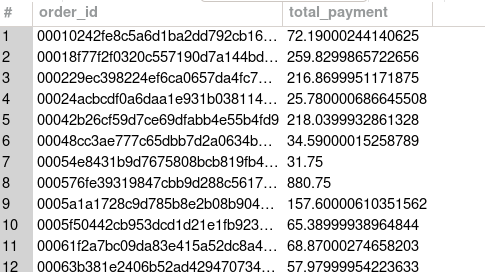 # order_id total_payment
1 00010242fe8c5a6d1ba2dd792cb16... 72.19000244140625
2 00018f77f2f0320c557190d7a144bd... 259.8299865722656
3 000229ec398224ef6ca0657da4fc7... 216.8699951171875
4 00024acbcdf0a6daa1e931b038114... 25.780000686645508
5 00042b26cf59d7ce69dfabb4e55b4fd9 218.0399932861328
6 00048cc3ae777c65dbb7d2a0634b... 34.59000015258789
7 00054e8431b9d7675808bcb819fb4... 31.75
8 000576fe39319847cbb9d288c5617... 880.75
9 0005a1a1728c9d785b8e2b08b904... 157.60000610351562
10 0005f50442cb953dcd1d21e1fb923... 65.38999938964844
11 00061f2a7bc09da83e415a52dc8a4... 68.87000274658203
12 00063b381e2406b52ad429470734... 57.97999954223633